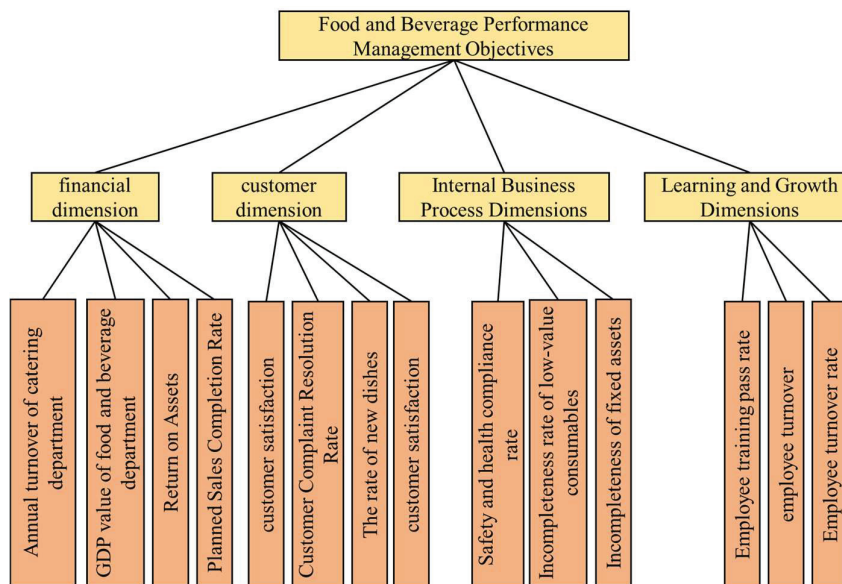 Food and Beverage Performance
Management Objectives
financial
dimension
customer
dimension
Internal Business
Process Dimensions
Learning and Growth
Dimensions
Annual turnover of catering
department
GDP value of food and beverage
department
Return on Assets
Planned Sales Completion Rate
customer satisfaction
Customer Complaint Resolution
Rate
The rate of new dishes
customer satisfaction
Safety and health compliance
rate
Incompleteness rate of low-value
consumables
Incompleteness of fixed assets
Employee training pass rate
employee turnover
Employee turnover rate